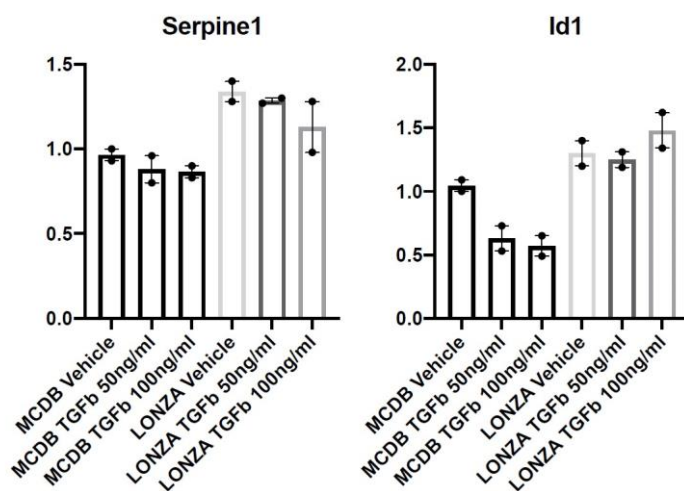 Serpine1
1.5
1.0
0.5
0.0
MCDB Vehicle
MCDB TGFb 50ng/ml
MCDB TGFb 100ng/ml
LONZA Vehicle
LONZA TGFb 50ng/ml
LONZA TGFb 100ng/ml
Id1
2.0
1.5
1.0
0.5
0.0
MCDB Vehicle
MCDB TGFb 50ng/ml
MCDB TGFb 100ng/ml
LONZA Vehicle
LONZA TGFb 50ng/ml
LONZA TGFb 100ng/ml